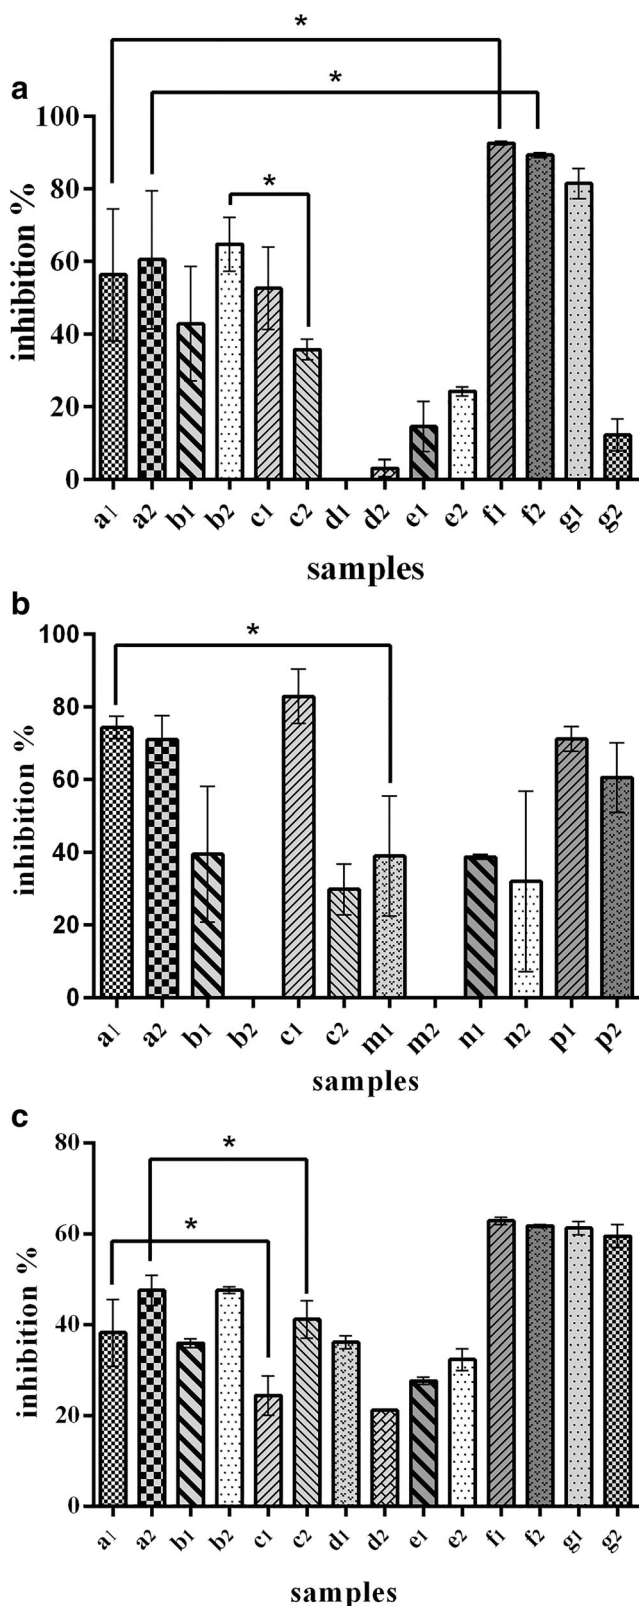 *
a
*
100
80
*
60
40
20
0
inhibition %
a1 a2 b1 b2 c1 c2 d1 d2 e1 e2 f1 f2 g1 g2
samples
b
100
*
80
60
40
20
0
inhibition %
a1 a2 b1 b2 c1 c2 m1 m2 n1 n2 p1 p2
samples
c
80
*
60
*
40
20
0
inhibition %
a1 a2 b1 b2 c1 c2 d1 d2 e1 e2 f1 f2 g1 g2
samples